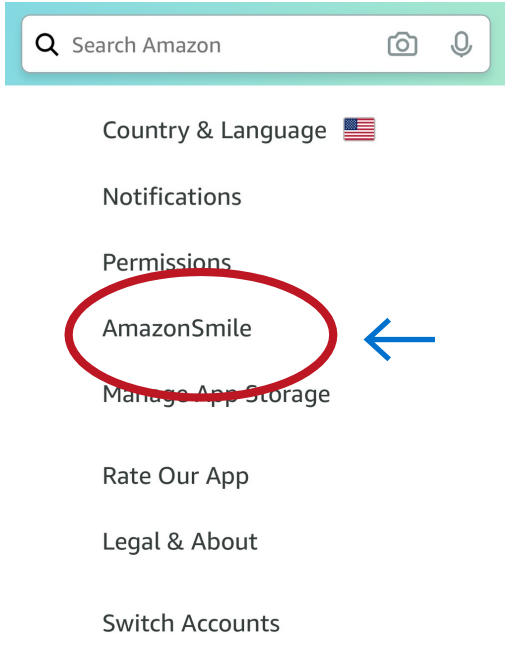 Search Amazon
Country & Language
Notifications
Permissions
AmazonSmile
Manage App Storage
Rate Our App
Legal & About
Switch Accounts